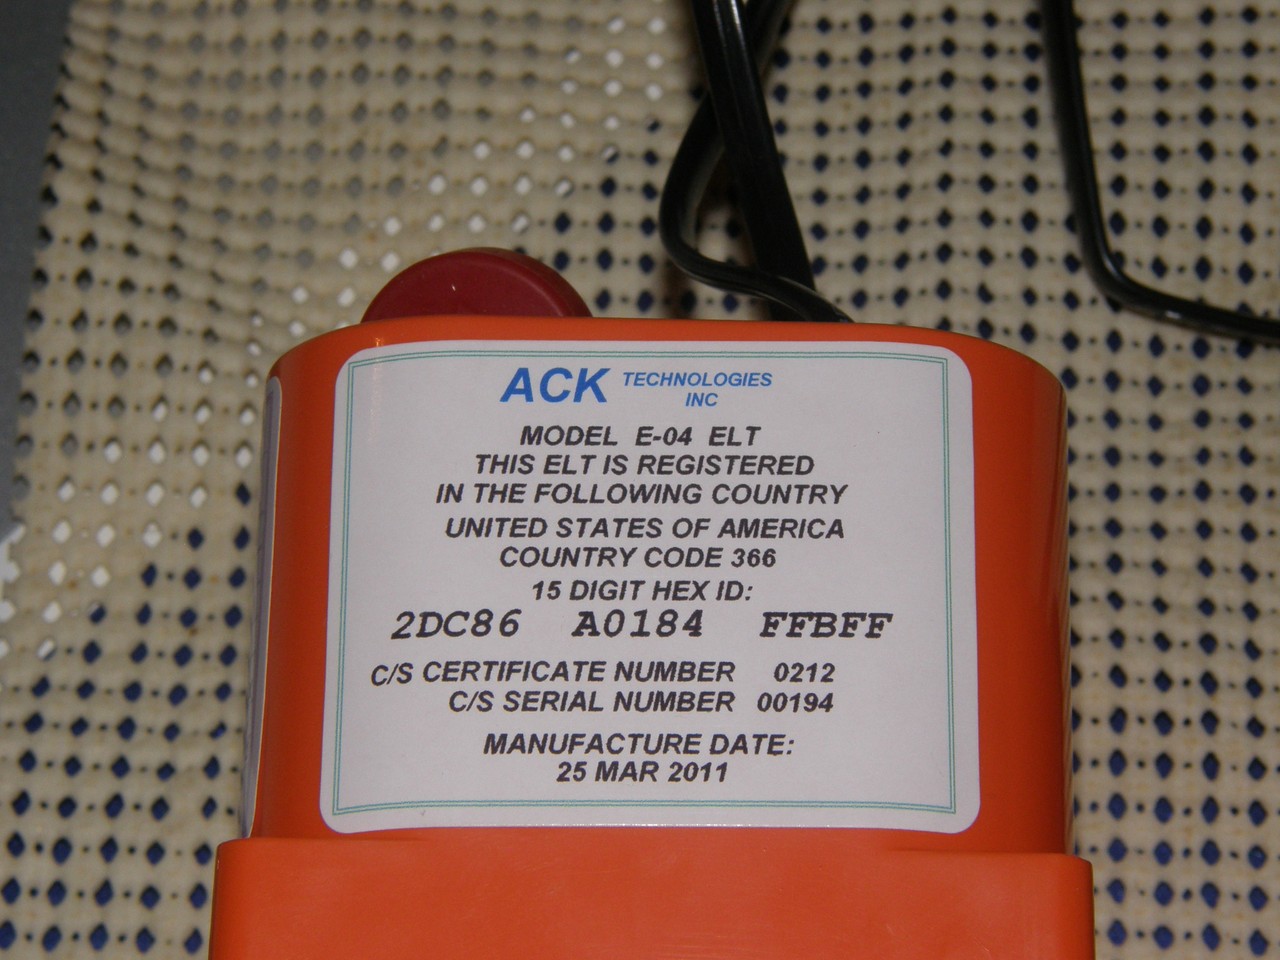 ACK TECHNOLOGIES INC
MODEL E-04 ELT
THIS ELT IS REGISTERED
IN THE FOLLOWING COUNTRY
UNITED STATES OF AMERICA
COUNTRY CODE 366
15 DIGIT HEX ID:
2DC86 A0184 FFBFF
C/S CERTIFICATE NUMBER 0212
C/S SERIAL NUMBER 00194
MANUFACTURE DATE:
25 MAR 2011